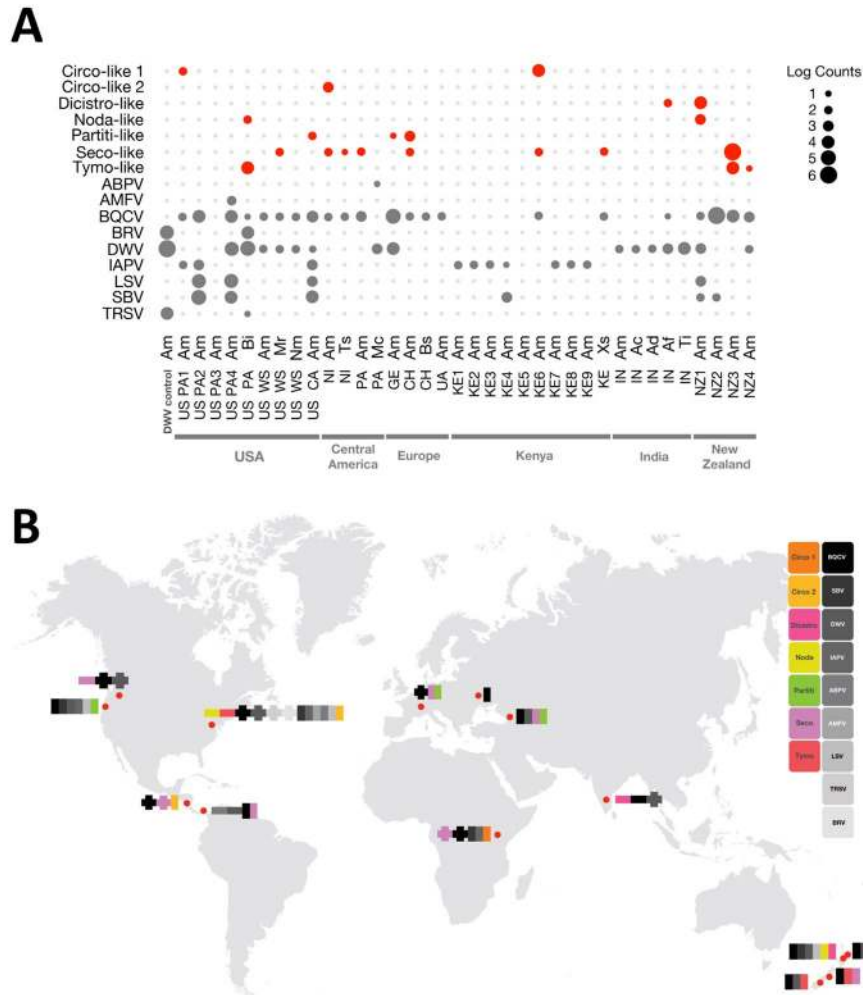 A
Circo-like 1
Circo-like 2
Dicistro-like
Noda-like
Partiti-like
Seco-like
Tymo-like
ABPV
AMFV
BQCV
BRV
DWV
IAPV
LSV
SBV
TRSV
Log Counts
1
2
3
4
5
6
Am Am Am Am Am Bi Am Mr Nm Am Am Ts Am Mc Am Am Bs Am Am Am Am Am Am Am Am Am Am Xs Am Ac Ad Af Ti Am Am Am Am
DWV control
US PA1
US PA2
US PA3
US PA4
US PA
US WS
US WS
US WS
US CA
NI
NI
PA
PA
GE
CH
CH
UA
KE1
KE2
KE3
KE4
KE5
KE6
KE7
KE8
KE9
KE
IN
IN
IN
IN
IN
NZ1
NZ2
NZ3
NZ4
USA
Central America
Europe
Kenya
India
New Zealand
B
Circo 1 BQCV
Circo 2 SBV
Dicistro DWV
Noda IAPV
Partiti ABPV
Seco AMFV
Tymo LSV
TRSV
BRV